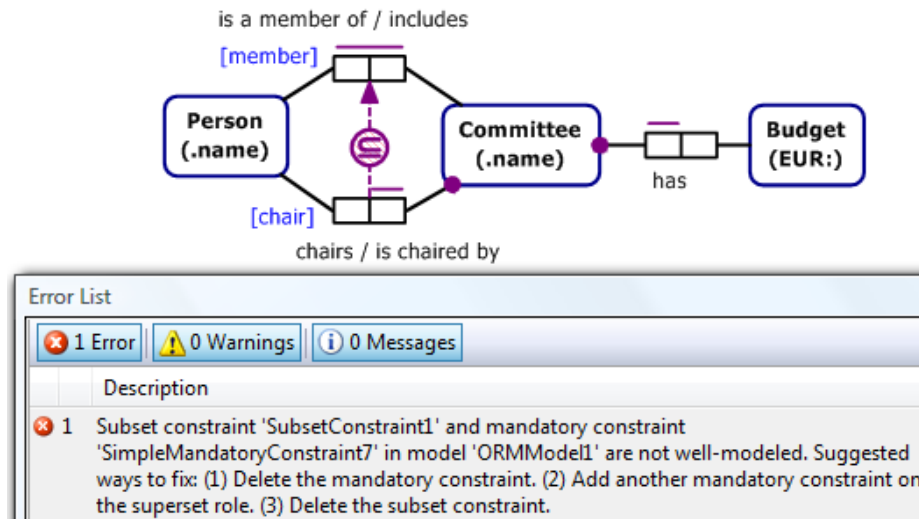 is a member of / includes
[member]
Person
(.name)
Committee
(.name)
Budget
(EUR:)
has
[chair]
chairs / is chaired by
Error List
1 Error
0 Warnings
0 Messages
Description
1 Subset constraint 'SubsetConstraint1' and mandatory constraint
'SimpleMandatoryConstraint7' in model 'ORMModel1' are not well-modeled. Suggested
ways to fix: (1) Delete the mandatory constraint. (2) Add another mandatory constraint on
the superset role. (3) Delete the subset constraint.